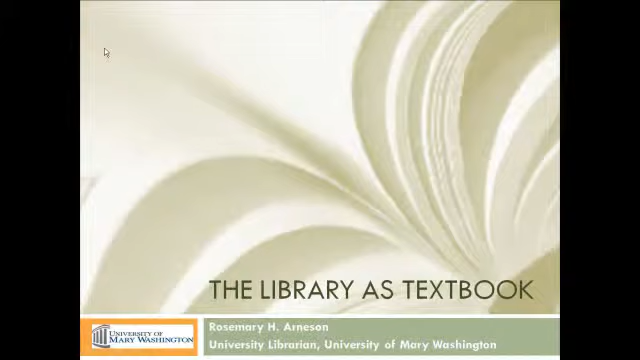 THE LIBRARY AS TEXTBOOK
Rosemary H. Arneson
University Librarian, University of Mary Washington
UNIVERSITY OF
MARY WASHINGTON